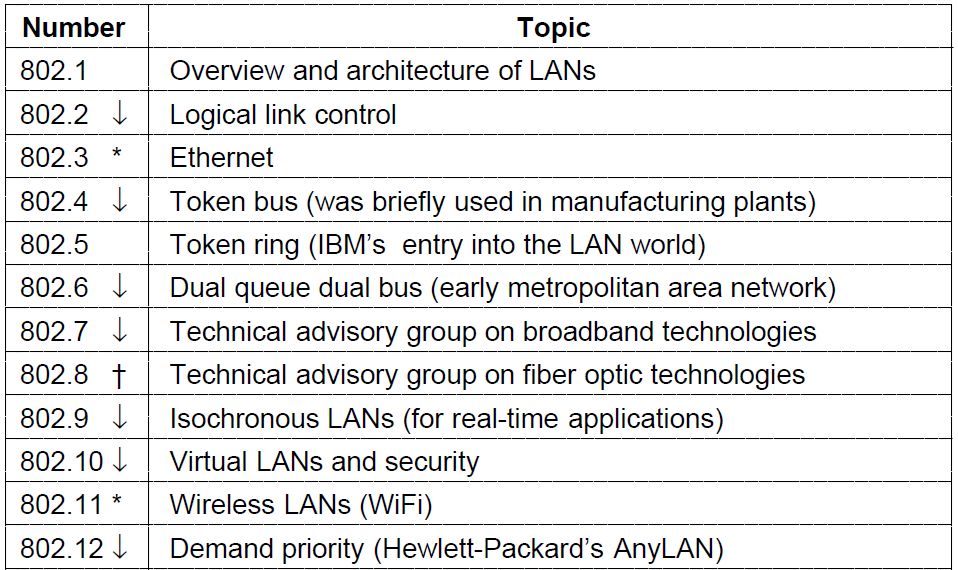 Number Topic
802.1 Overview and architecture of LANs
802.2 ↓ Logical link control
802.3 * Ethernet
802.4 ↓ Token bus (was briefly used in manufacturing plants)
802.5 Token ring (IBM's entry into the LAN world)
802.6 ↓ Dual queue dual bus (early metropolitan area network)
802.7 ↓ Technical advisory group on broadband technologies
802.8 † Technical advisory group on fiber optic technologies
802.9 ↓ Isochronous LANs (for real-time applications)
802.10 ↓ Virtual LANs and security
802.11 * Wireless LANs (WiFi)
802.12 ↓ Demand priority (Hewlett-Packard's AnyLAN)